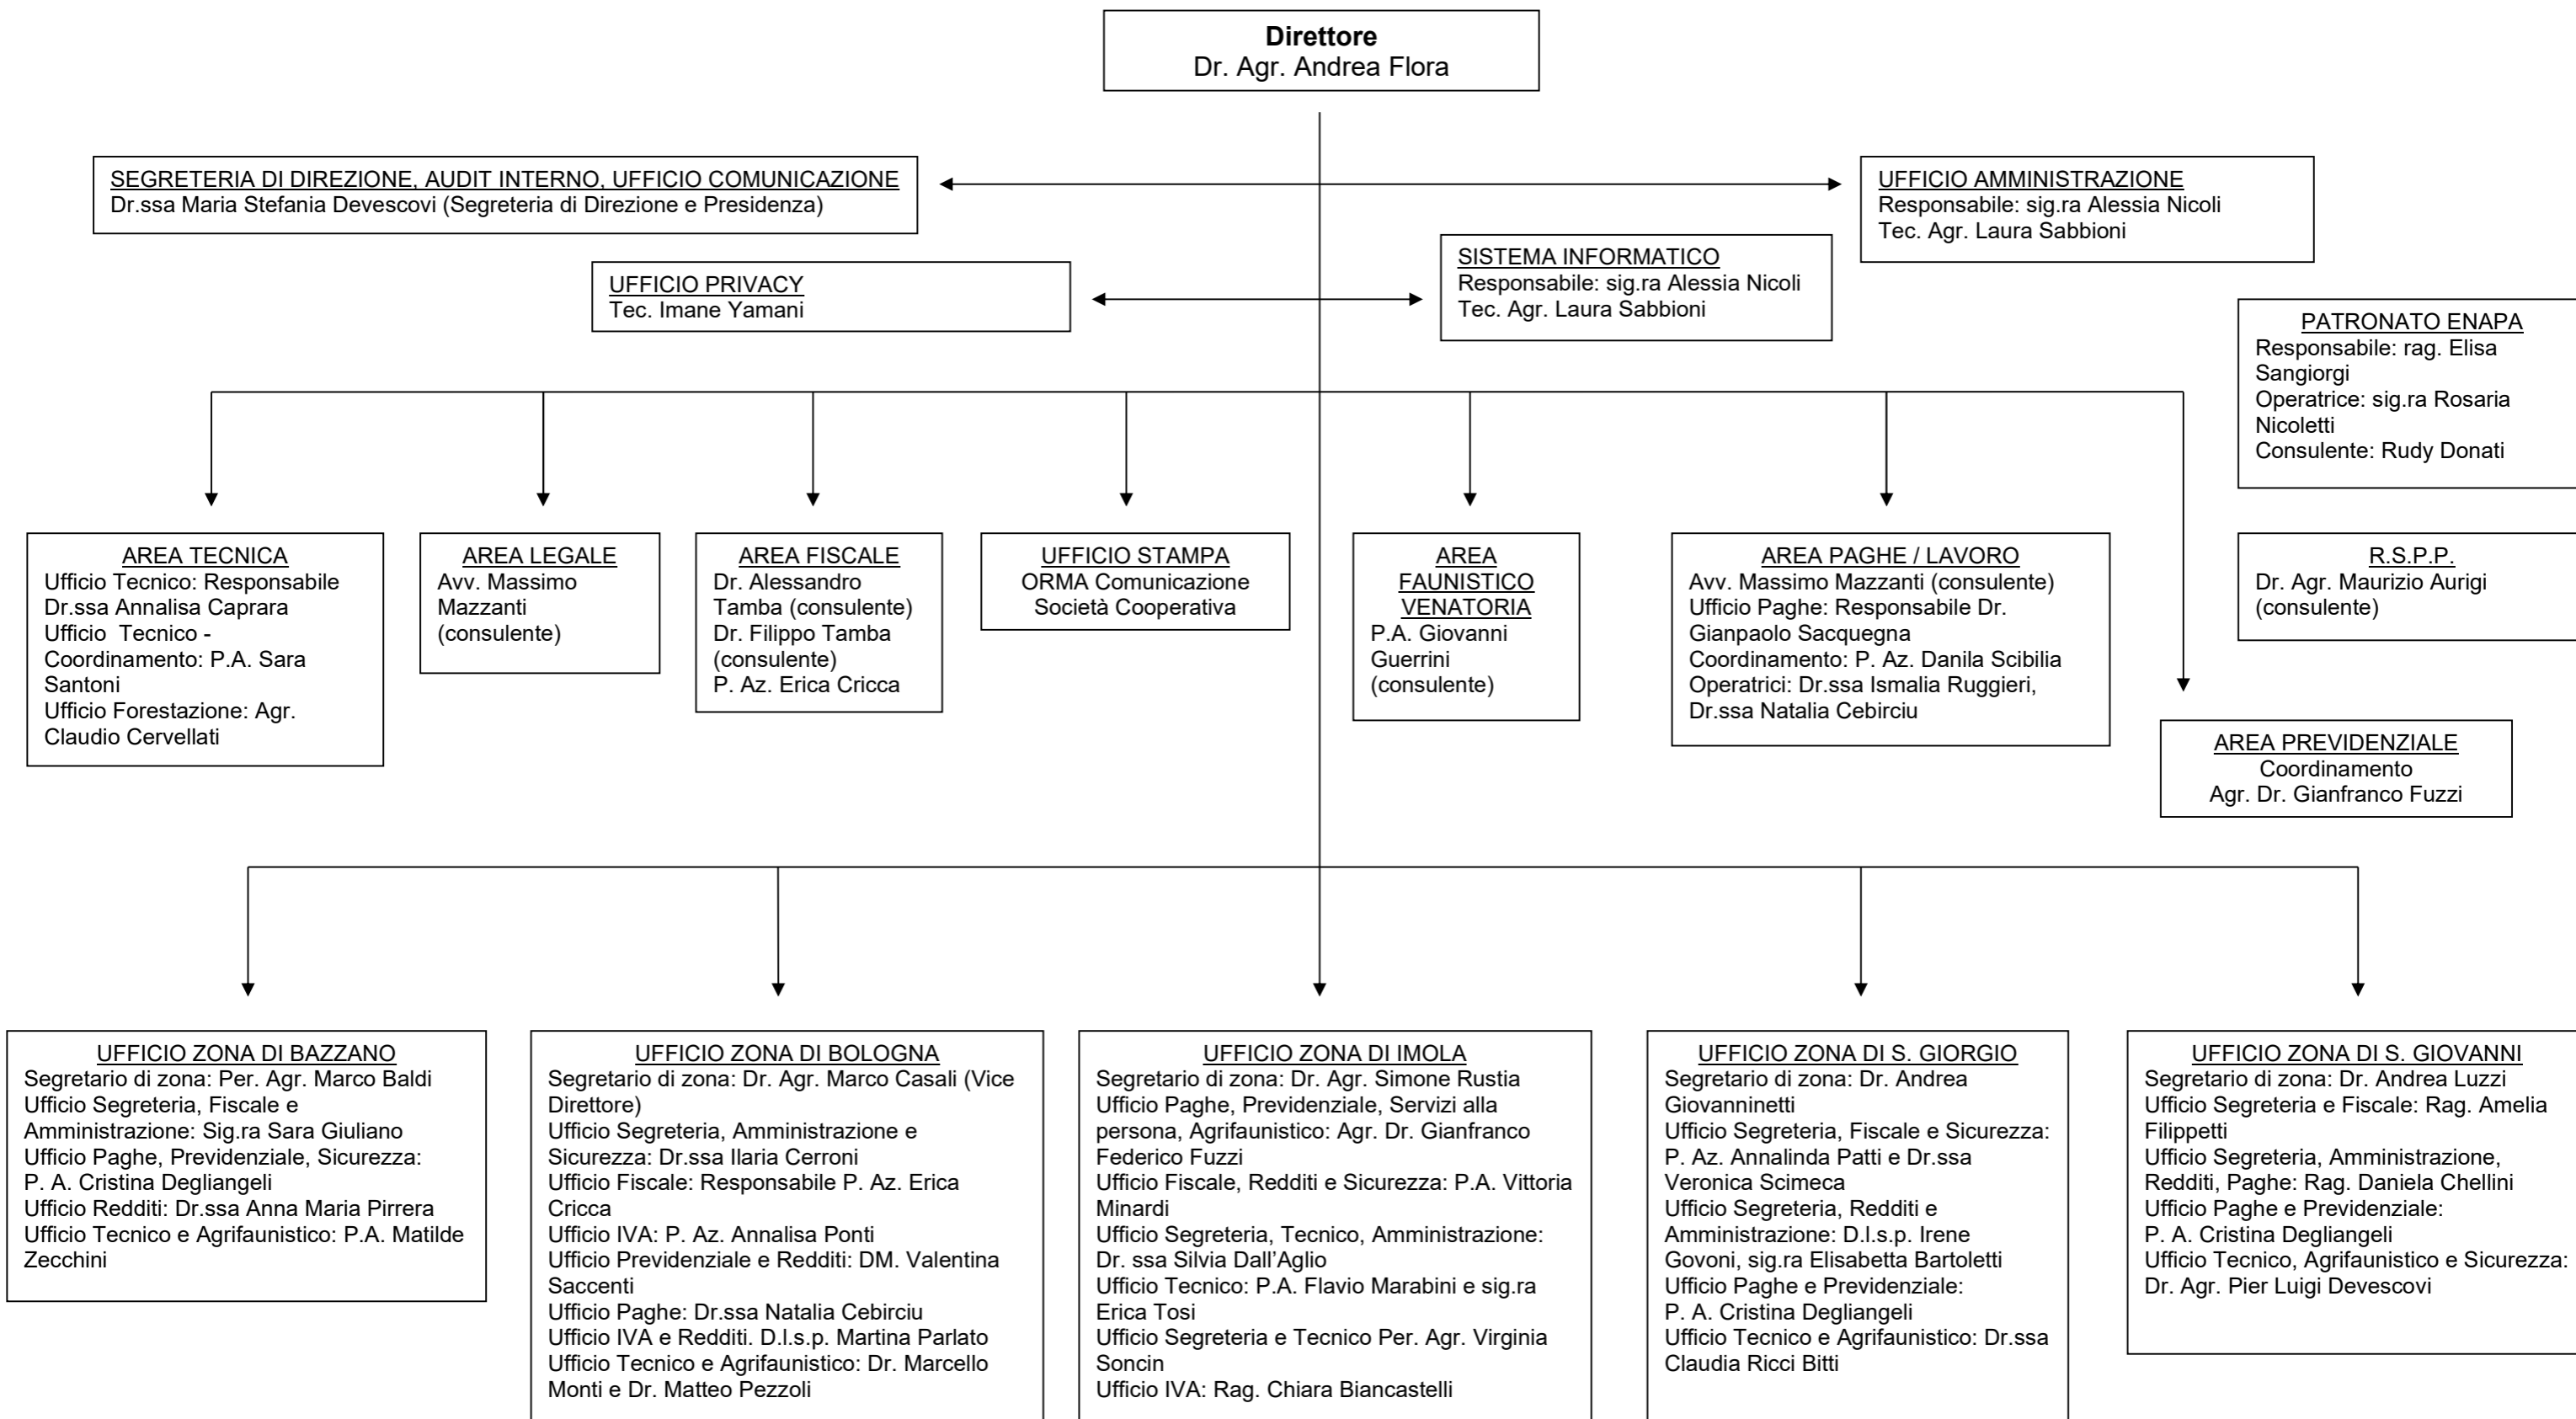 Direttore
Dr. Agr. Andrea Flora
SEGRETERIA DI DIREZIONE, AUDIT INTERNO, UFFICIO COMUNICAZIONE
Dr.ssa Maria Stefania Devescovi (Segreteria di Direzione e Presidenza)
UFFICIO AMMINISTRAZIONE
Responsabile: sig.ra Alessia Nicoli
Tec. Agr. Laura Sabbioni
UFFICIO PRIVACY
Tec. Imane Yamani
SISTEMA INFORMATICO
Responsabile: sig.ra Alessia Nicoli
Tec. Agr. Laura Sabbioni
PATRONATO ENAPA
Responsabile: rag. Elisa
Sangiorgi
Operatrice: sig.ra Rosaria
Nicoletti
Consulente: Rudy Donati
AREA TECNICA
Ufficio Tecnico: Responsabile
Dr.ssa Annalisa Caprara
Ufficio  Tecnico -
Coordinamento: P.A. Sara
Santoni
Ufficio Forestazione: Agr.
Claudio Cervellati
AREA LEGALE
Avv. Massimo
Mazzanti
(consulente)
AREA FISCALE
Dr. Alessandro
Tamba (consulente)
Dr. Filippo Tamba
(consulente)
P. Az. Erica Cricca
UFFICIO STAMPA
ORMA Comunicazione
Società Cooperativa
AREA
FAUNISTICO
VENATORIA
P.A. Giovanni
Guerrini
(consulente)
AREA PAGHE / LAVORO
Avv. Massimo Mazzanti (consulente)
Ufficio Paghe: Responsabile Dr.
Gianpaolo Sacquegna
Coordinamento: P. Az. Danila Scibilia
Operatrici: Dr.ssa Ismalia Ruggieri,
Dr.ssa Natalia Cebirciu
R.S.P.P.
Dr. Agr. Maurizio Aurigi
(consulente)
AREA PREVIDENZIALE
Coordinamento
Agr. Dr. Gianfranco Fuzzi
UFFICIO ZONA DI BAZZANO
Segretario di zona: Per. Agr. Marco Baldi
Ufficio Segreteria, Fiscale e
Amministrazione: Sig.ra Sara Giuliano
Ufficio Paghe, Previdenziale, Sicurezza:
P. A. Cristina Degliangeli
Ufficio Redditi: Dr.ssa Anna Maria Pirrera
Ufficio Tecnico e Agrifaunistico: P.A. Matilde
Zecchini
UFFICIO ZONA DI BOLOGNA
Segretario di zona: Dr. Agr. Marco Casali (Vice
Direttore)
Ufficio Segreteria, Amministrazione e
Sicurezza: Dr.ssa Ilaria Cerroni
Ufficio Fiscale: Responsabile P. Az. Erica
Cricca
Ufficio IVA: P. Az. Annalisa Ponti
Ufficio Previdenziale e Redditi: DM. Valentina
Saccenti
Ufficio Paghe: Dr.ssa Natalia Cebirciu
Ufficio IVA e Redditi. D.l.s.p. Martina Parlato
Ufficio Tecnico e Agrifaunistico: Dr. Marcello
Monti e Dr. Matteo Pezzoli
UFFICIO ZONA DI IMOLA
Segretario di zona: Dr. Agr. Simone Rustia
Ufficio Paghe, Previdenziale, Servizi alla
persona, Agrifaunistico: Agr. Dr. Gianfranco
Federico Fuzzi
Ufficio Fiscale, Redditi e Sicurezza: P.A. Vittoria
Minardi
Ufficio Segreteria, Tecnico, Amministrazione:
Dr. ssa Silvia Dall'Aglio
Ufficio Tecnico: P.A. Flavio Marabini e sig.ra
Erica Tosi
Ufficio Segreteria e Tecnico Per. Agr. Virginia
Soncin
Ufficio IVA: Rag. Chiara Biancastelli
UFFICIO ZONA DI S. GIORGIO
Segretario di zona: Dr. Andrea
Giovanninetti
Ufficio Segreteria, Fiscale e Sicurezza:
P. Az. Annalinda Patti e Dr.ssa
Veronica Scimeca
Ufficio Segreteria, Redditi e
Amministrazione: D.l.s.p. Irene
Govoni, sig.ra Elisabetta Bartoletti
Ufficio Paghe e Previdenziale:
P. A. Cristina Degliangeli
Ufficio Tecnico e Agrifaunistico: Dr.ssa
Claudia Ricci Bitti
UFFICIO ZONA DI S. GIOVANNI
Segretario di zona: Dr. Andrea Luzzi
Ufficio Segreteria e Fiscale: Rag. Amelia
Filippetti
Ufficio Segreteria, Amministrazione,
Redditi, Paghe: Rag. Daniela Chellini
Ufficio Paghe e Previdenziale:
P. A. Cristina Degliangeli
Ufficio Tecnico, Agrifaunistico e Sicurezza:
Dr. Agr. Pier Luigi Devescovi